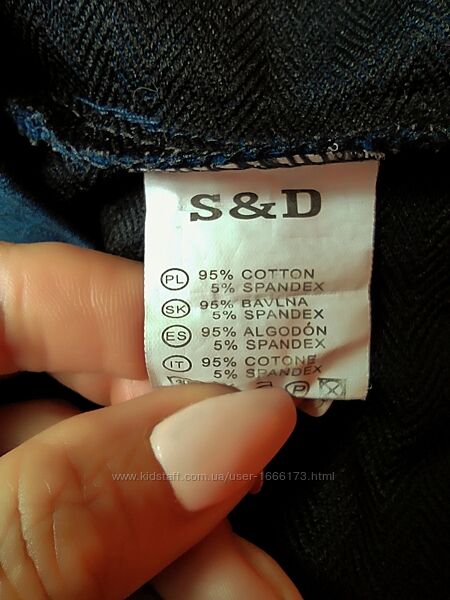 S&D
PL 95% COTTON
5% SPANDEX
SK 95% BAVLNA
5% SPANDEX
ES 95% ALGODÓN
5% SPANDEX
IT 95% COTONE
5% SPANDEX
P
www.kidstaff.com.ua/user-1666173.html